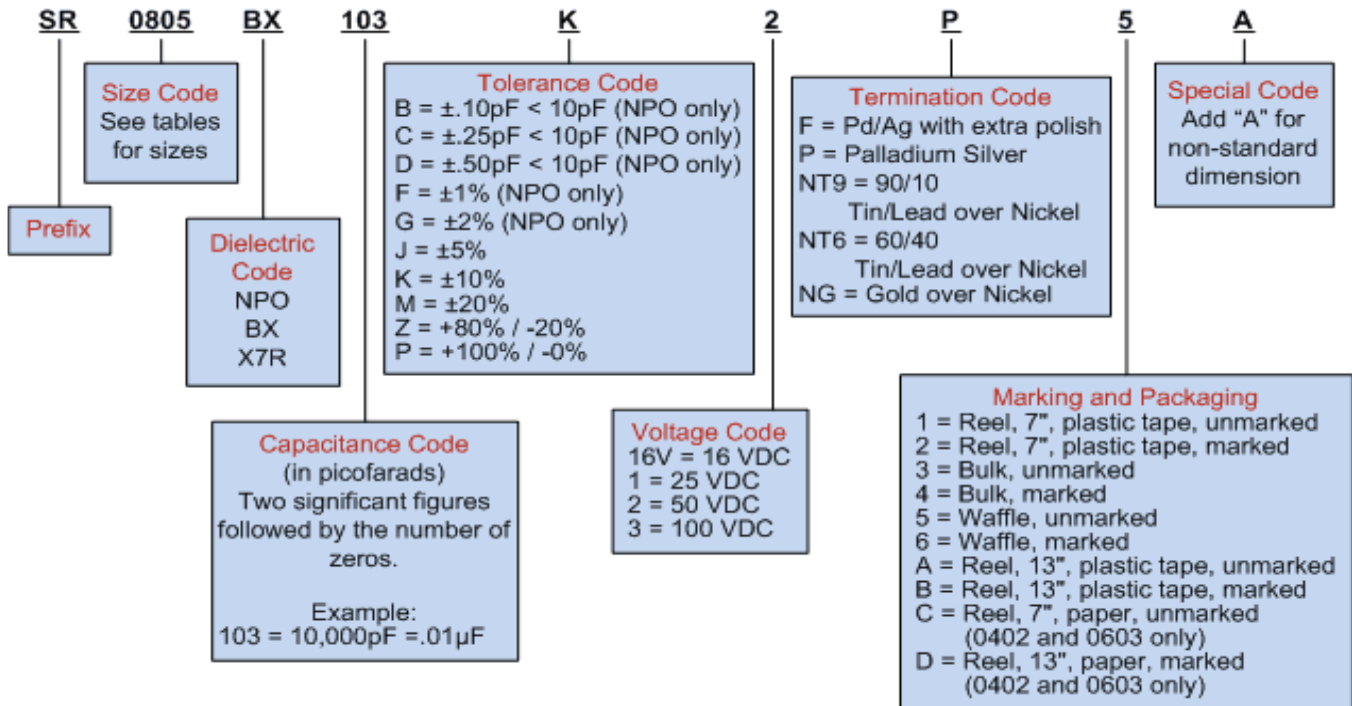 SR 0805 BX 103 K 2 P 5 A
Prefix
Size Code
See tables
for sizes
Dielectric
Code
NPO
BX
X7R
Capacitance Code
(in picofarads)
Two significant figures
followed by the number of
zeros.
Example:
103 = 10,000pF =.01µF
Tolerance Code
B = ±.10pF < 10pF (NPO only)
C = ±.25pF < 10pF (NPO only)
D = ±.50pF < 10pF (NPO only)
F = ±1% (NPO only)
G = ±2% (NPO only)
J = ±5%
K = ±10%
M = ±20%
Z = +80% / -20%
P = +100% / -0%
Voltage Code
16V = 16 VDC
1 = 25 VDC
2 = 50 VDC
3 = 100 VDC
Termination Code
F = Pd/Ag with extra polish
P = Palladium Silver
NT9 = 90/10
Tin/Lead over Nickel
NT6 = 60/40
Tin/Lead over Nickel
NG = Gold over Nickel
Marking and Packaging
1 = Reel, 7", plastic tape, unmarked
2 = Reel, 7", plastic tape, marked
3 = Bulk, unmarked
4 = Bulk, marked
5 = Waffle, unmarked
6 = Waffle, marked
A = Reel, 13", plastic tape, unmarked
B = Reel, 13", plastic tape, marked
C = Reel, 7", paper, unmarked
(0402 and 0603 only)
D = Reel, 13", paper, marked
(0402 and 0603 only)
Special Code
Add “A” for
non-standard
dimension